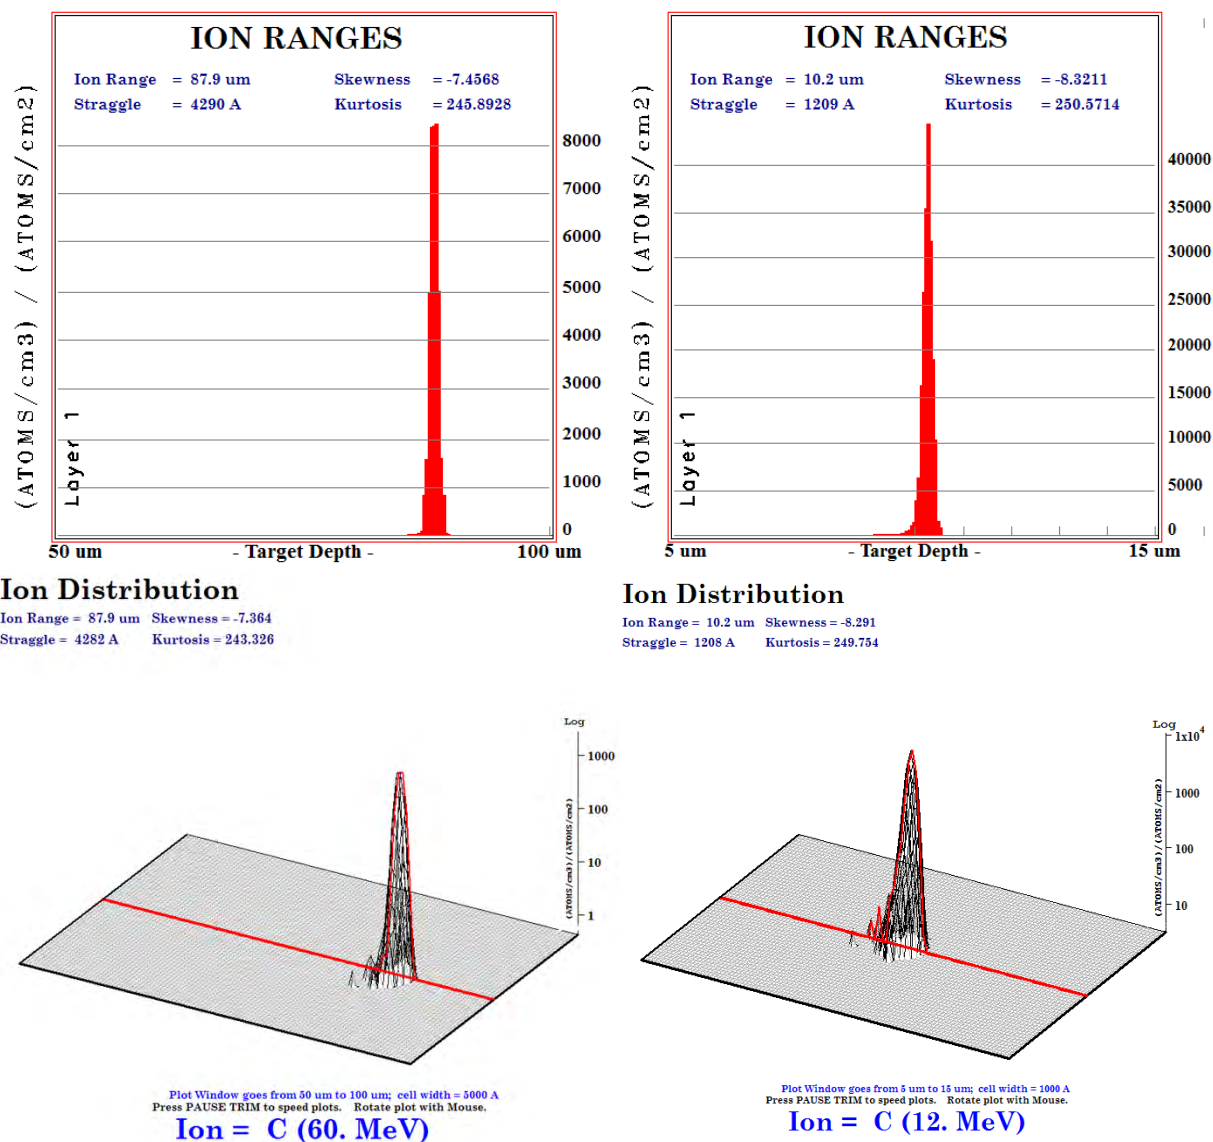 ION RANGES
Ion Range = 87.9 um Skewness = -7.4568
Straggle = 4290 A Kurtosis = 245.8928
(ATOMS/cm3) / (ATOMS/cm2)
8000
7000
6000
5000
4000
3000
2000
1000
0
Layer 1
50 um - Target Depth - 100 um
ION RANGES
Ion Range = 10.2 um Skewness = -8.3211
Straggle = 1209 A Kurtosis = 250.5714
(ATOMS/cm3) / (ATOMS/cm2)
40000
35000
30000
25000
20000
15000
10000
5000
0
Layer 1
5 um - Target Depth - 15 um
Ion Distribution
Ion Range = 87.9 um Skewness = -7.364
Straggle = 4282 A Kurtosis = 243.326
Log
1000
100
10
1
(ATOMS/cm3)/(ATOMS/cm2)
Plot Window goes from 50 um to 100 um; cell width = 5000 A
Press PAUSE TRIM to speed plots. Rotate plot with Mouse.
Ion = C (60. MeV)
Ion Distribution
Ion Range = 10.2 um Skewness = -8.291
Straggle = 1208 A Kurtosis = 249.754
Log
1x10⁴
1000
100
10
(ATOMS/cm3)/(ATOMS/cm2)
Plot Window goes from 5 um to 15 um; cell width = 1000 A
Press PAUSE TRIM to speed plots. Rotate plot with Mouse.
Ion = C (12. MeV)